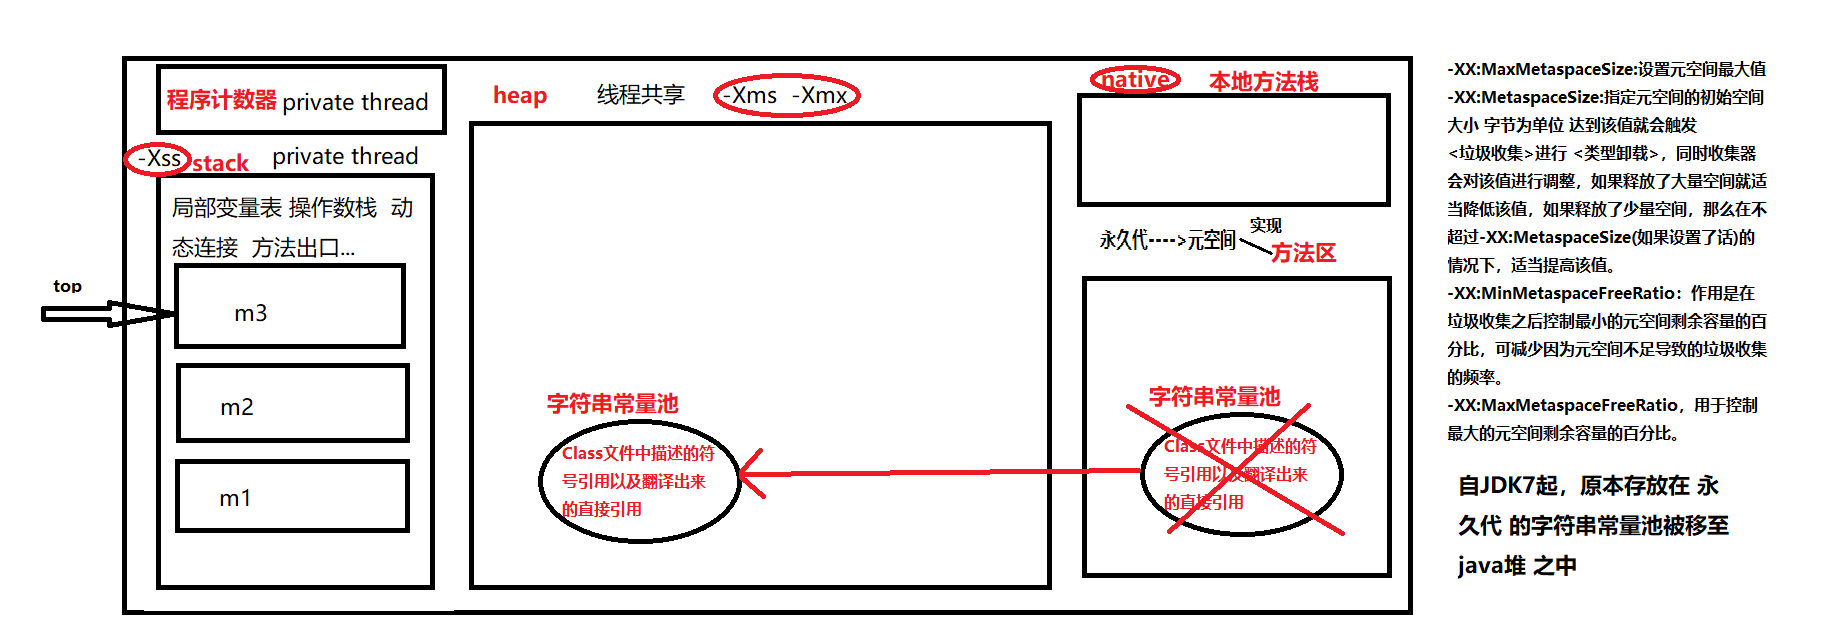 程序计数器 private thread
-Xss stack private thread
局部变量表 操作数栈 动
态连接 方法出口...
top
m3
m2
m1
heap 线程共享 -Xms -Xmx
字符串常量池
Class文件中描述的符
号引用以及翻译出来
的直接引用
native 本地方法栈
实现
永久代---->元空间
方法区
字符串常量池
Class文件中描述的符
号引用以及翻译出来
的直接引用
-XX:MaxMetaspaceSize:设置元空间最大值
-XX:MetaspaceSize:指定元空间的初始空间
大小 字节为单位 达到该值就会触发
<垃圾收集>进行 <类型卸载>，同时收集器
会对该值进行调整，如果释放了大量空间就适
当降低该值，如果释放了少量空间，那么在不
超过-XX:MetaspaceSize(如果设置了话)的
情况下，适当提高该值。
-XX:MinMetaspaceFreeRatio：作用是在
垃圾收集之后控制最小的元空间剩余容量的百
分比，可减少因为元空间不足导致的垃圾收集
的频率。
-XX:MaxMetaspaceFreeRatio，用于控制
最大的元空间剩余容量的百分比。
自JDK7起，原本存放在 永
久代 的字符串常量池被移至
java堆 之中